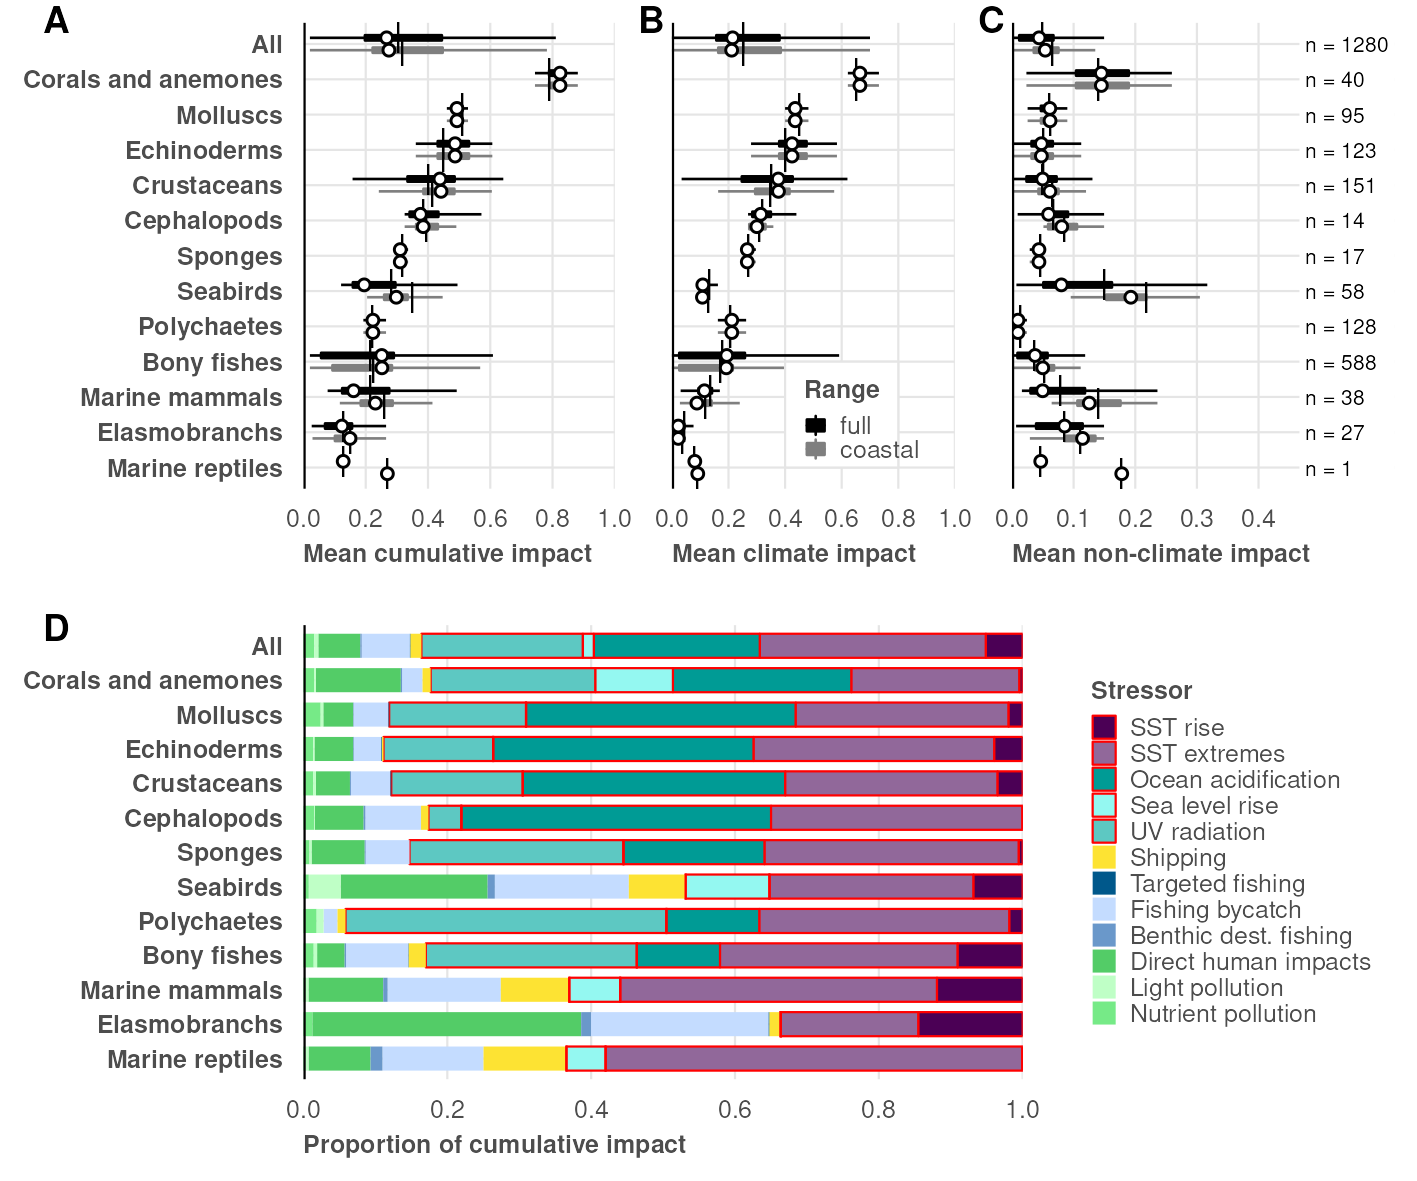 A
B
C
All
Corals and anemones
Molluscs
Echinoderms
Crustaceans
Cephalopods
Sponges
Seabirds
Polychaetes
Bony fishes
Marine mammals
Elasmobranchs
Marine reptiles
n = 1280
n = 40
n = 95
n = 123
n = 151
n = 14
n = 17
n = 58
n = 128
n = 588
n = 38
n = 27
n = 1
Range
full
coastal
0.0 0.2 0.4 0.6 0.8 1.0
Mean cumulative impact
0.0 0.2 0.4 0.6 0.8 1.0
Mean climate impact
0.0 0.1 0.2 0.3 0.4
Mean non-climate impact
D
All
Corals and anemones
Molluscs
Echinoderms
Crustaceans
Cephalopods
Sponges
Seabirds
Polychaetes
Bony fishes
Marine mammals
Elasmobranchs
Marine reptiles
0.0 0.2 0.4 0.6 0.8 1.0
Proportion of cumulative impact
Stressor
SST rise
SST extremes
Ocean acidification
Sea level rise
UV radiation
Shipping
Targeted fishing
Fishing bycatch
Benthic dest. fishing
Direct human impacts
Light pollution
Nutrient pollution